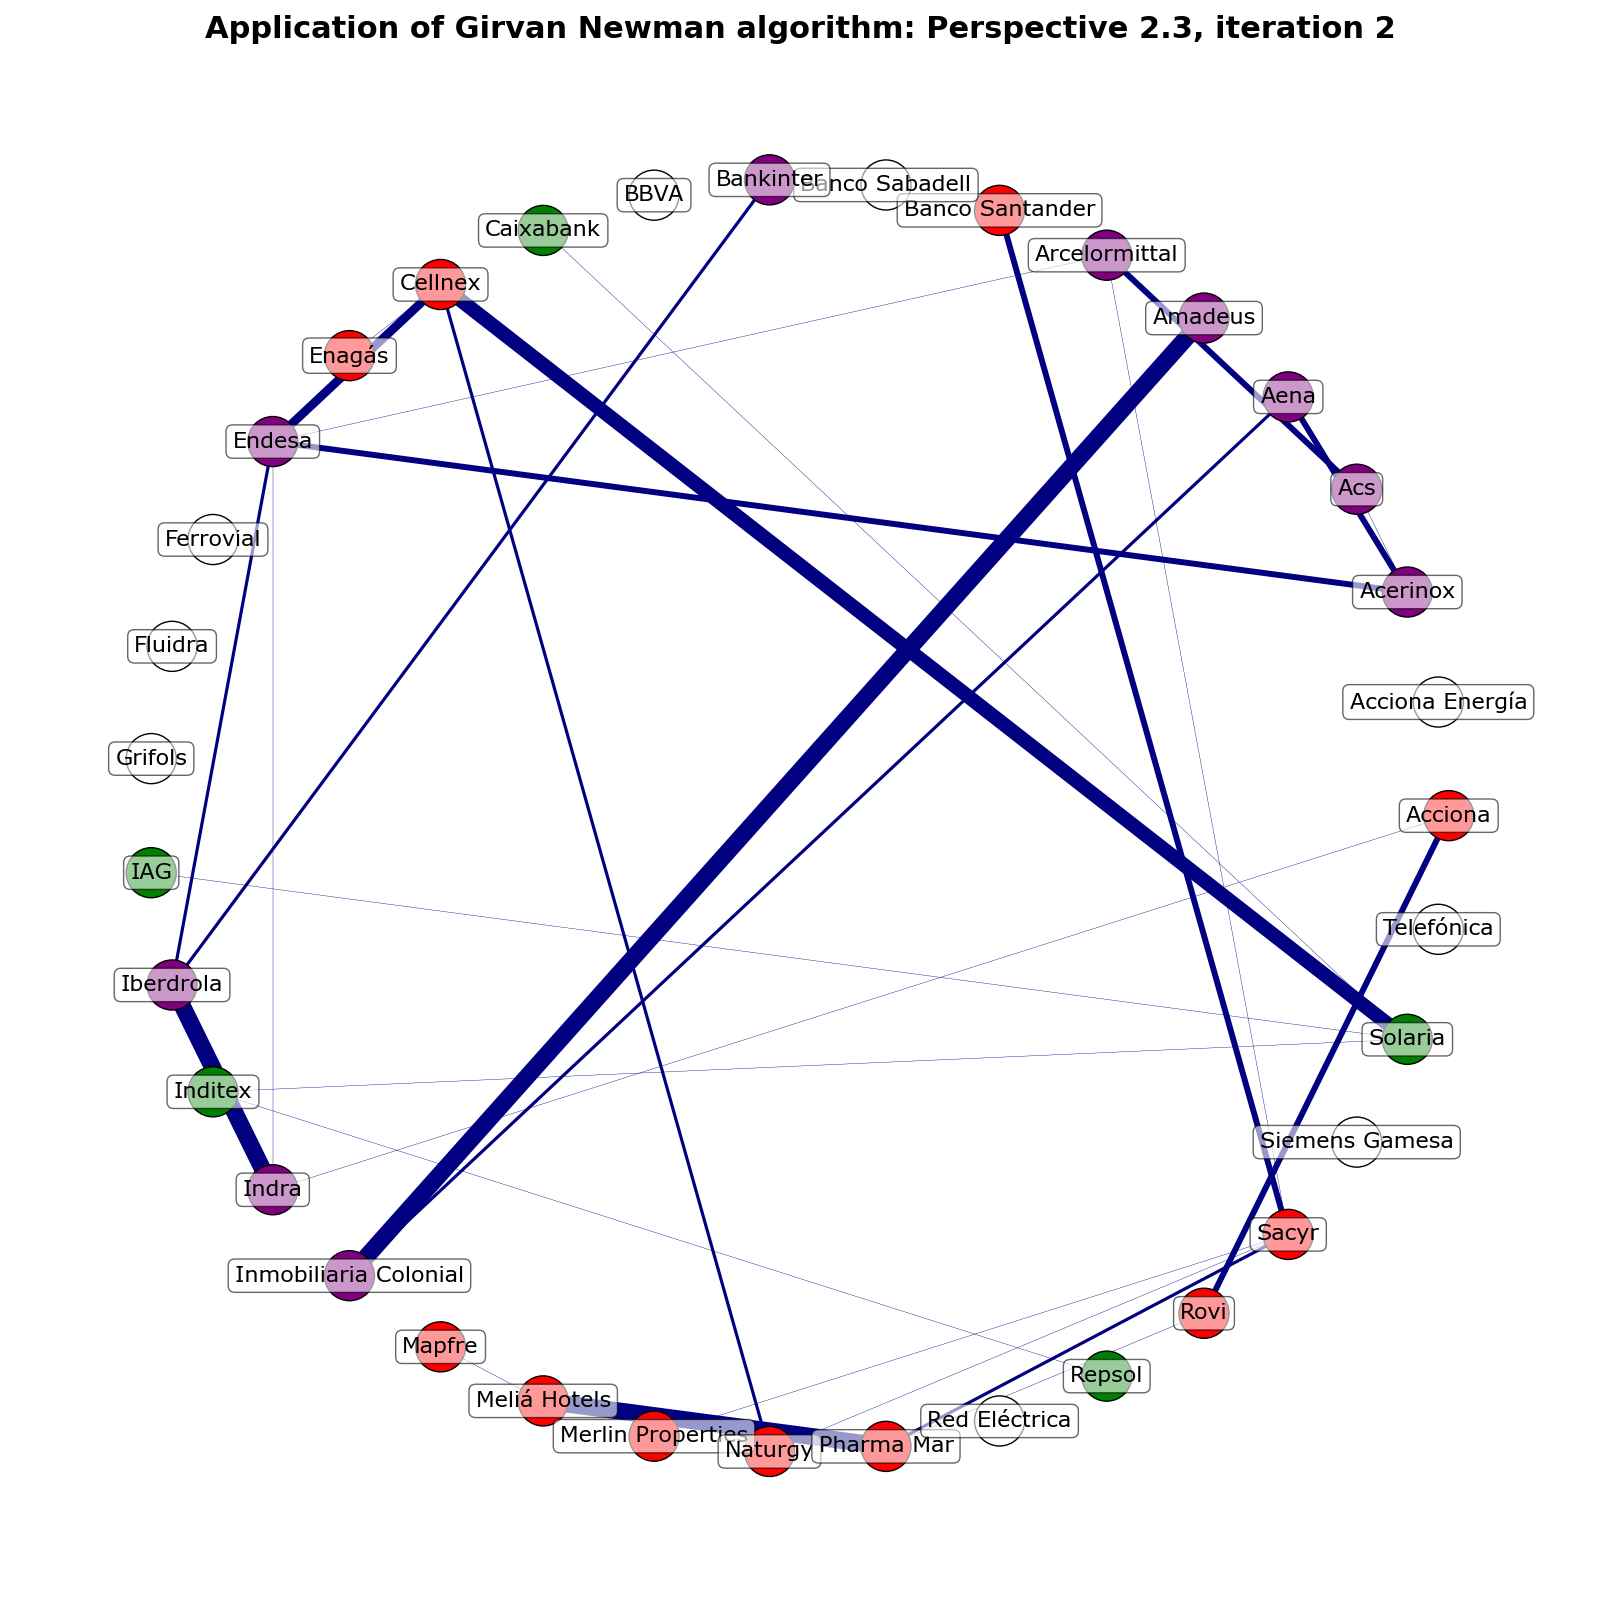 Application of Girvan Newman algorithm: Perspective 2.3, iteration 2
Bankinter
Banco Sabadell
BBVA
Banco Santander
Caixabank
Arcelormittal
Cellnex
Amadeus
Enagás
Aena
Endesa
Acs
Ferrovial
Acerinox
Fluidra
Acciona Energía
Grifols
Acciona
IAG
Telefónica
Iberdrola
Solaria
Inditex
Siemens Gamesa
Indra
Sacyr
Inmobiliaria Colonial
Rovi
Mapfre
Repsol
Meliá Hotels
Red Eléctrica
Merlin Properties
Naturgy
Pharma Mar